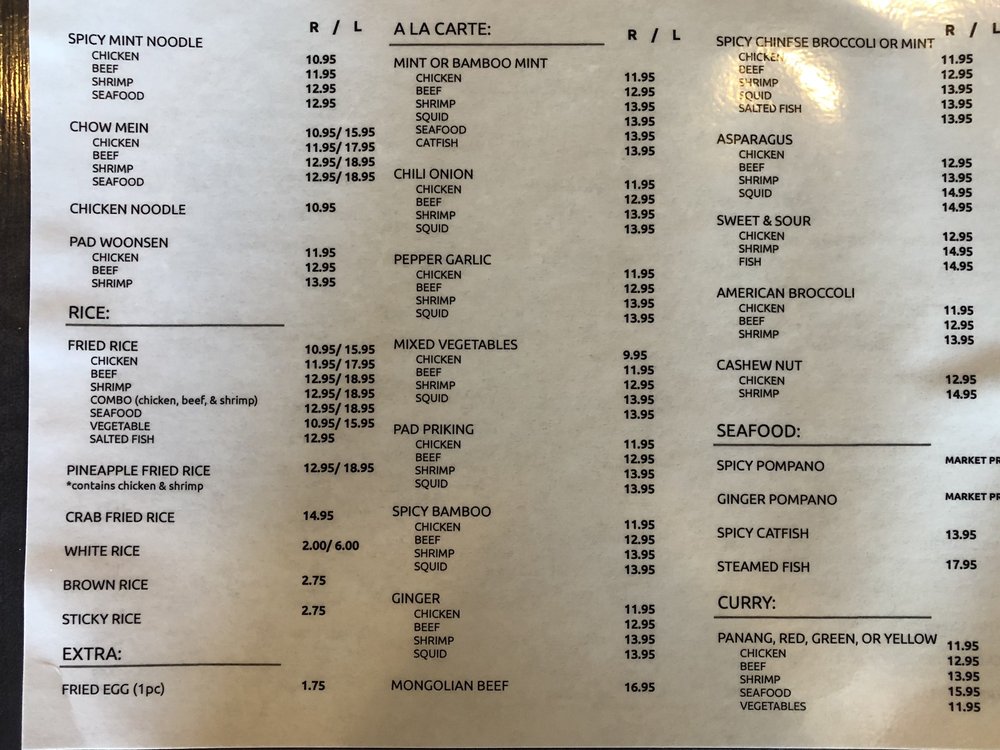 R / L
SPICY MINT NOODLE
CHICKEN 10.95
BEEF 11.95
SHRIMP 12.95
SEAFOOD 12.95
CHOW MEIN
CHICKEN 10.95/ 15.95
BEEF 11.95/ 17.95
SHRIMP 12.95/ 18.95
SEAFOOD 12.95/ 18.95
CHICKEN NOODLE 10.95
PAD WOONSEN
CHICKEN 11.95
BEEF 12.95
SHRIMP 13.95
RICE:
FRIED RICE
CHICKEN 10.95/ 15.95
BEEF 11.95/ 17.95
SHRIMP 12.95/ 18.95
COMBO (chicken, beef, & shrimp) 12.95/ 18.95
SEAFOOD 12.95/ 18.95
VEGETABLE 10.95/ 15.95
SALTED FISH 12.95
PINEAPPLE FRIED RICE 12.95/ 18.95
*contains chicken & shrimp
CRAB FRIED RICE 14.95
WHITE RICE 2.00/ 6.00
BROWN RICE 2.75
STICKY RICE 2.75
EXTRA:
FRIED EGG (1pc) 1.75
A LA CARTE: R / L
MINT OR BAMBOO MINT
CHICKEN 11.95
BEEF 12.95
SHRIMP 13.95
SQUID 13.95
SEAFOOD 13.95
CATFISH 13.95
CHILI ONION
CHICKEN 11.95
BEEF 12.95
SHRIMP 13.95
SQUID 13.95
PEPPER GARLIC
CHICKEN 11.95
BEEF 12.95
SHRIMP 13.95
SQUID 13.95
MIXED VEGETABLES 9.95
CHICKEN 11.95
BEEF 12.95
SHRIMP 13.95
SQUID 13.95
PAD PRIKING
CHICKEN 11.95
BEEF 12.95
SHRIMP 13.95
SQUID 13.95
SPICY BAMBOO
CHICKEN 11.95
BEEF 12.95
SHRIMP 13.95
SQUID 13.95
GINGER
CHICKEN 11.95
BEEF 12.95
SHRIMP 13.95
SQUID 13.95
MONGOLIAN BEEF 16.95
R / L
SPICY CHINESE BROCCOLI OR MINT
CHICKEN 11.95
BEEF 12.95
SHRIMP 13.95
SQUID 13.95
SALTED FISH 13.95
ASPARAGUS
CHICKEN 12.95
BEEF 13.95
SHRIMP 14.95
SQUID 14.95
SWEET & SOUR
CHICKEN 12.95
SHRIMP 14.95
FISH 14.95
AMERICAN BROCCOLI
CHICKEN 11.95
BEEF 12.95
SHRIMP 13.95
CASHEW NUT
CHICKEN 12.95
SHRIMP 14.95
SEAFOOD:
SPICY POMPANO MARKET PR
GINGER POMPANO MARKET PR
SPICY CATFISH 13.95
STEAMED FISH 17.95
CURRY:
PANANG, RED, GREEN, OR YELLOW
CHICKEN 11.95
BEEF 12.95
SHRIMP 13.95
SEAFOOD 15.95
VEGETABLES 11.95